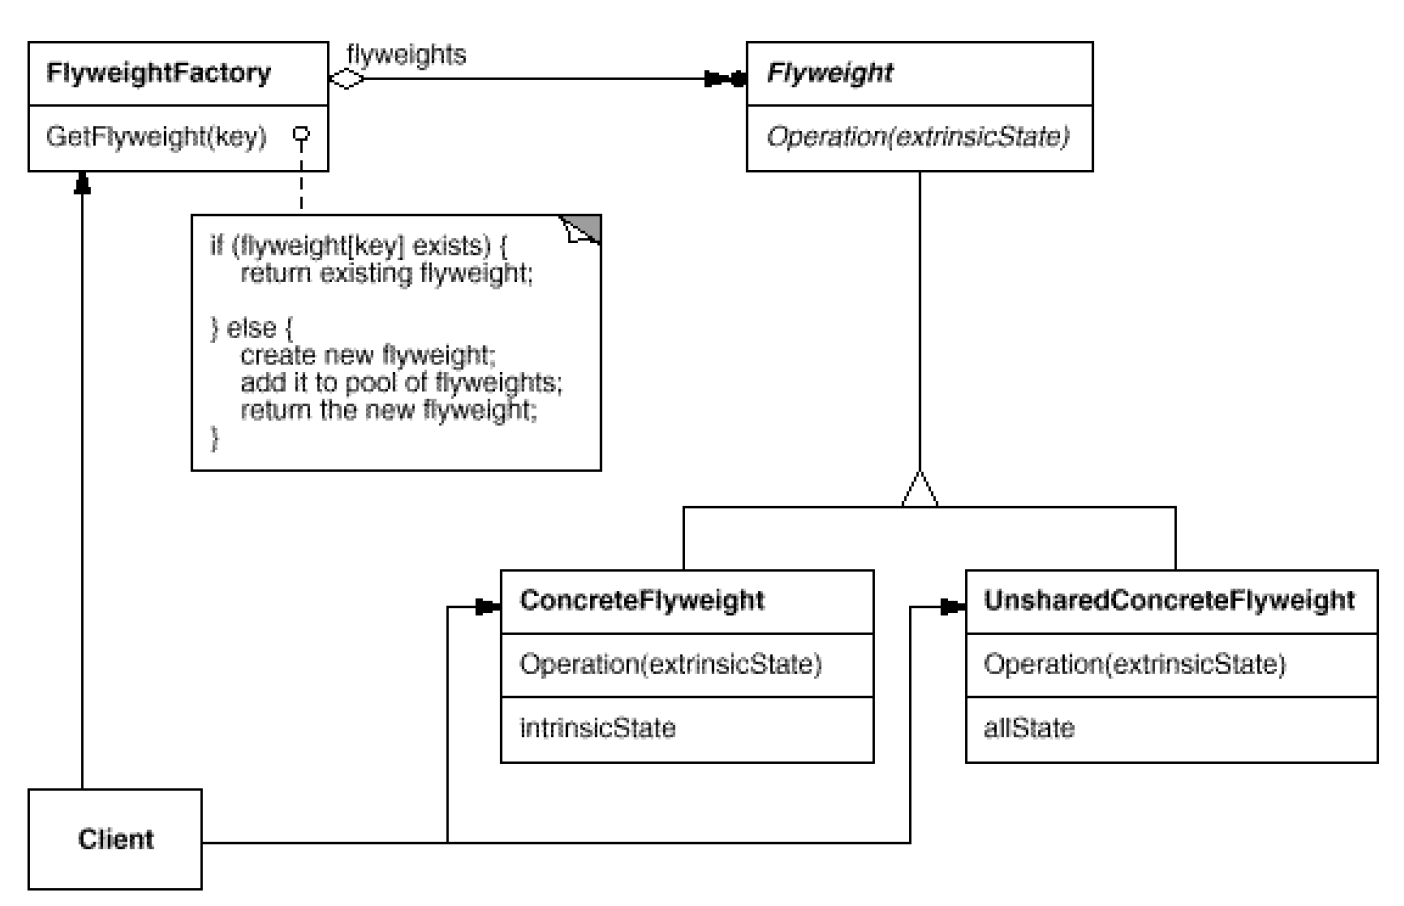 flyweights
FlyweightFactory
GetFlyweight(key)
Flyweight
Operation(extrinsicState)
if (flyweight[key] exists) {
return existing flyweight;
} else {
create new flyweight;
add it to pool of flyweights;
return the new flyweight;
}
ConcreteFlyweight
Operation(extrinsicState)
intrinsicState
UnsharedConcreteFlyweight
Operation(extrinsicState)
allState
Client